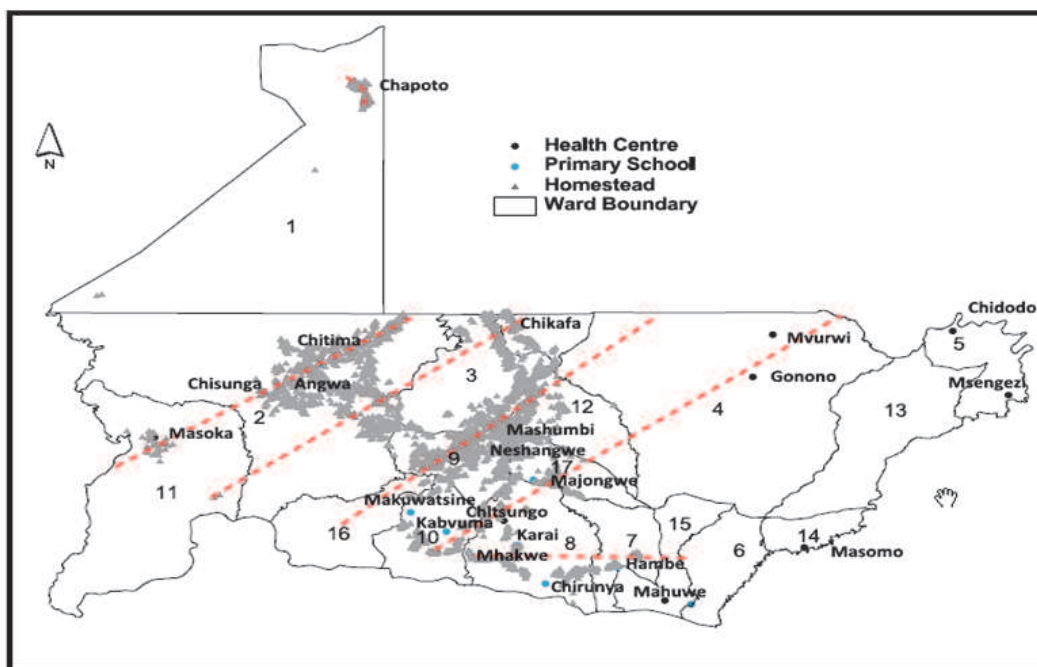 Chapoto
N
Health Centre
Primary School
Homestead
Ward Boundary
1
Chidodo
Chikafa
Chitima
Mvurwi
5
3
Chisunga
Angwa
Gonono
Msengezi
2
12
4
13
Masoka
Mashumbi
Neshangwe
9
17
Majongwe
11
Makuwatsine
Chitsungo
15
16
Kabvuma
10
Karai
8
7
6
14
Mhakwe
Hambe
Masomo
Chirunya
Mahuwe